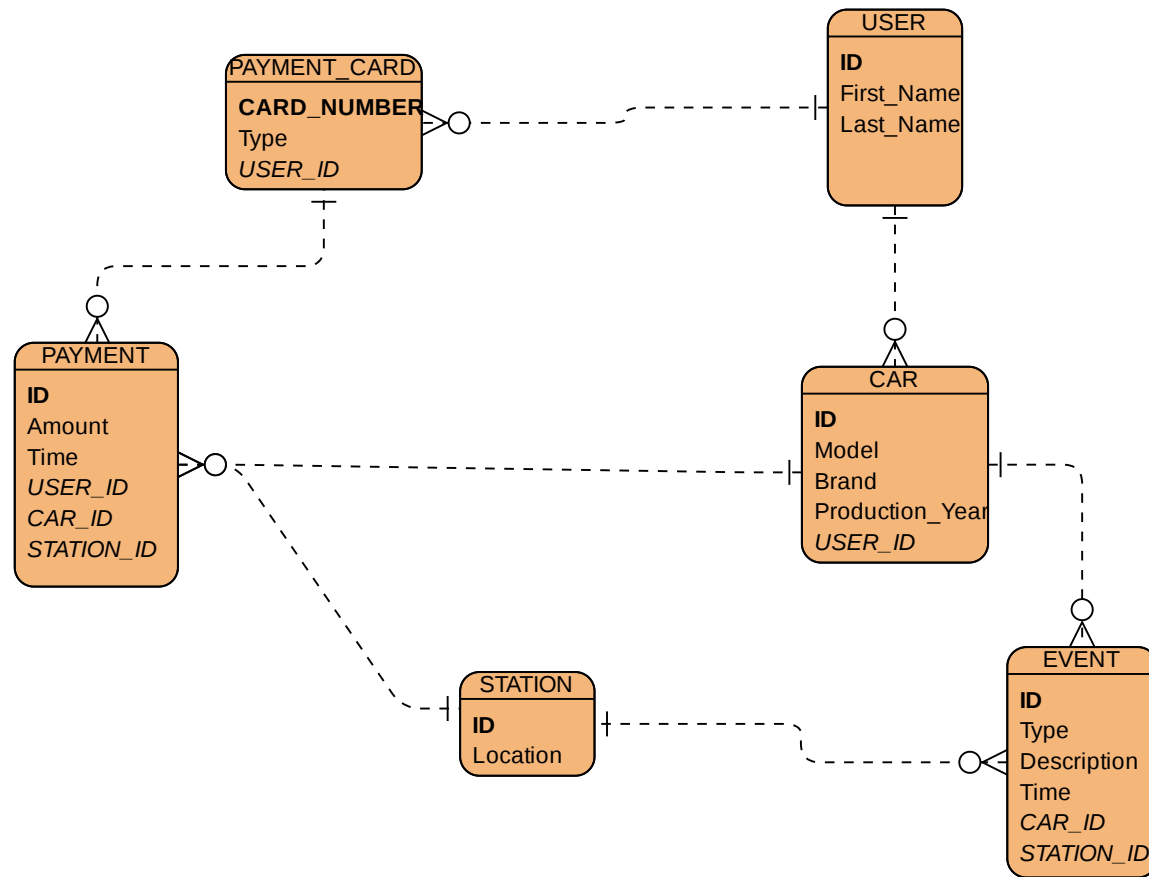 USER
ID
First_Name
Last_Name
PAYMENT_CARD
CARD_NUMBER
Type
USER_ID
PAYMENT
ID
Amount
Time
USER_ID
CAR_ID
STATION_ID
CAR
ID
Model
Brand
Production_Year
USER_ID
STATION
ID
Location
EVENT
ID
Type
Description
Time
CAR_ID
STATION_ID